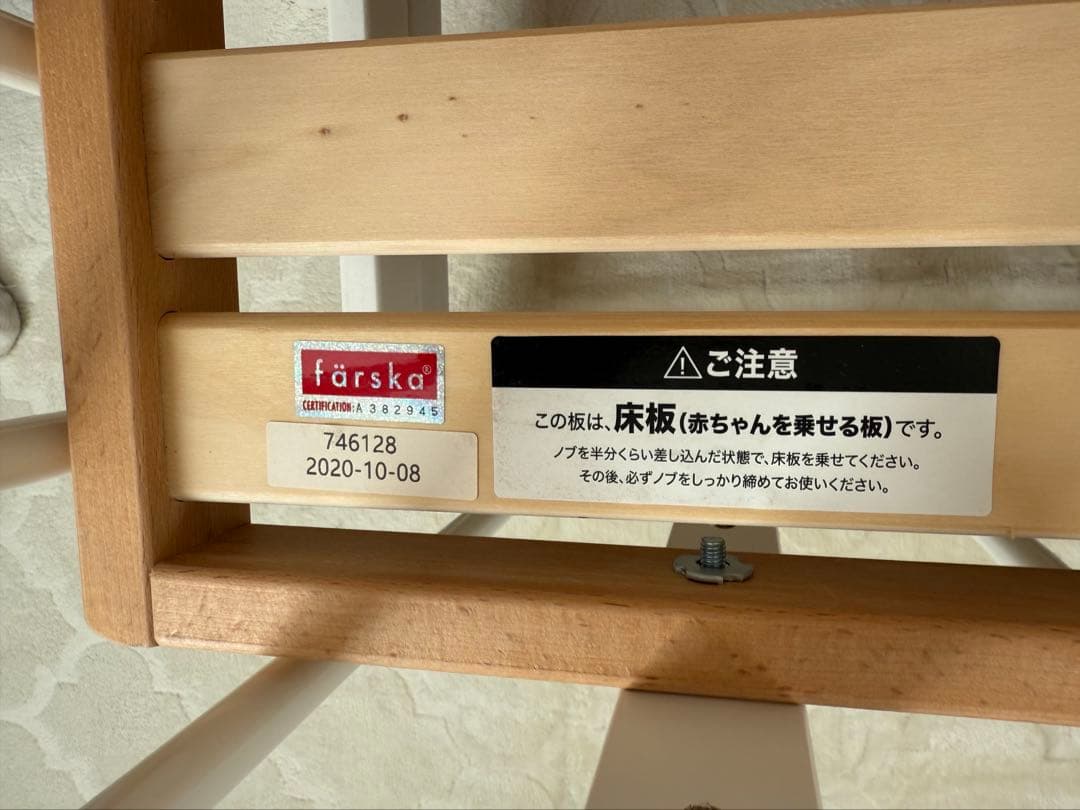 färska®
CERTIFICATION: A 382945
746128
2020-10-08
ご注意
この板は、床板(赤ちゃんを乗せる板)です。
ノブを半分くらい差し込んだ状態で、床板を乗せてください。
その後、必ずノブをしっかり締めてお使いください。